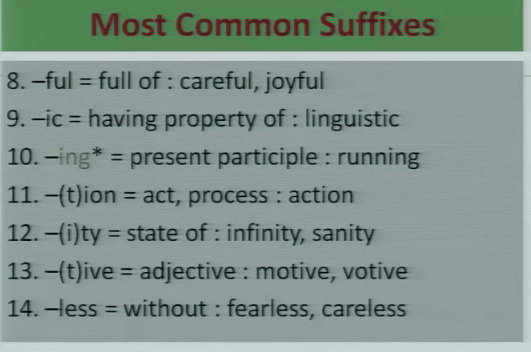 Most Common Suffixes
8. –ful = full of : careful, joyful
9. –ic = having property of : linguistic
10. –ing* = present participle : running
11. –(t)ion = act, process : action
12. –(i)ty = state of : infinity, sanity
13. –(t)ive = adjective : motive, votive
14. –less = without : fearless, careless